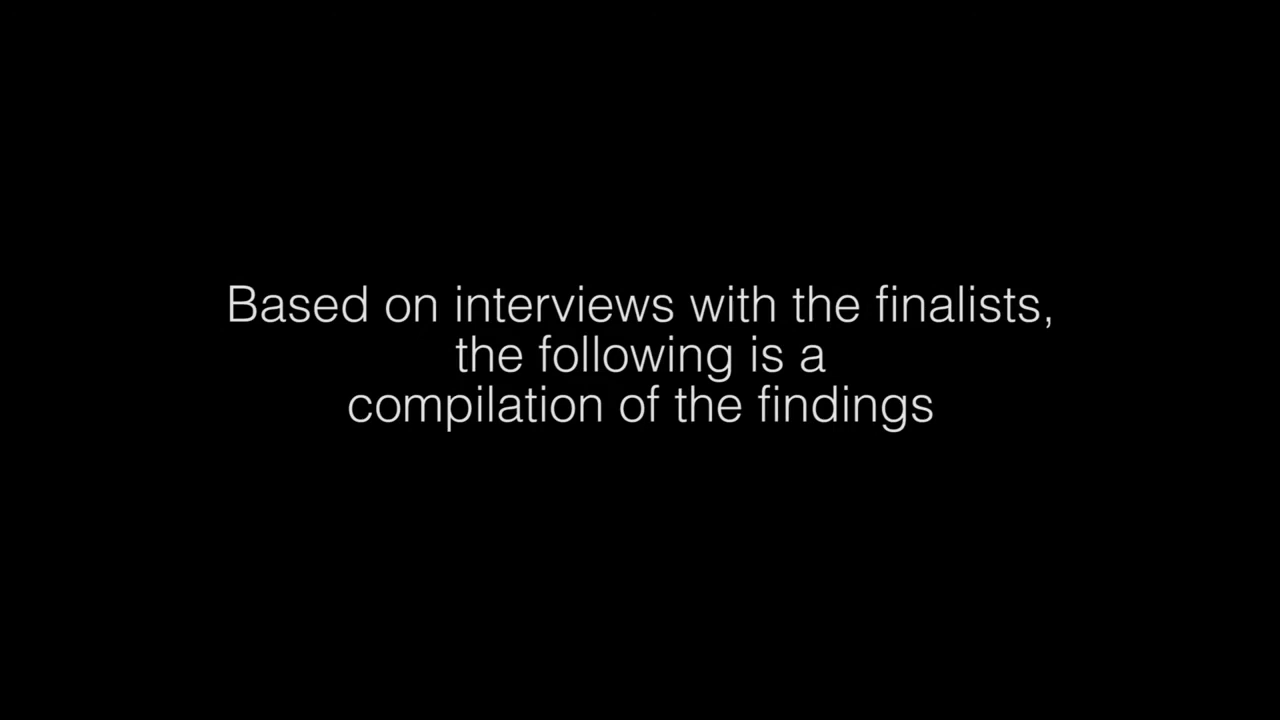 Based on interviews with the finalists,
the following is a
compilation of the findings